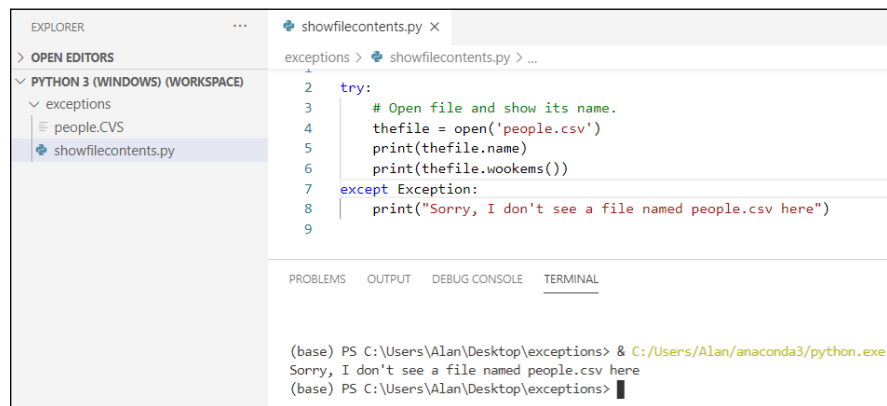 EXPLORER ...
> OPEN EDITORS
PYTHON 3 (WINDOWS) (WORKSPACE)
exceptions
people.CVS
showfilecontents.py
showfilecontents.py ×
exceptions > showfilecontents.py > ...
1
2 try:
3 # Open file and show its name.
4 thefile = open('people.csv')
5 print(thefile.name)
6 print(thefile.wookems())
7 except Exception:
8 print("Sorry, I don't see a file named people.csv here")
9
PROBLEMS OUTPUT DEBUG CONSOLE TERMINAL
(base) PS C:\Users\Alan\Desktop\exceptions> & C:/Users/Alan/anaconda3/python.exe
Sorry, I don't see a file named people.csv here
(base) PS C:\Users\Alan\Desktop\exceptions>